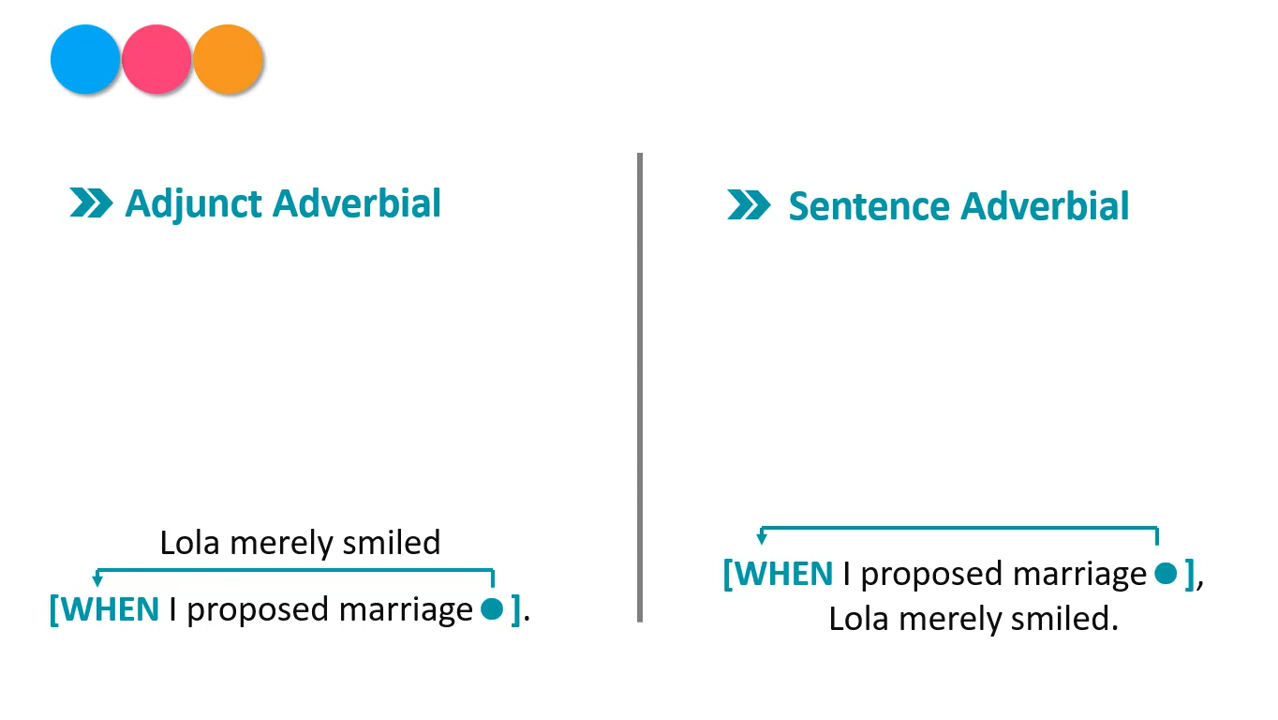 Adjunct Adverbial
Lola merely smiled
[WHEN I proposed marriage ● ].
Sentence Adverbial
[WHEN I proposed marriage ● ],
Lola merely smiled.